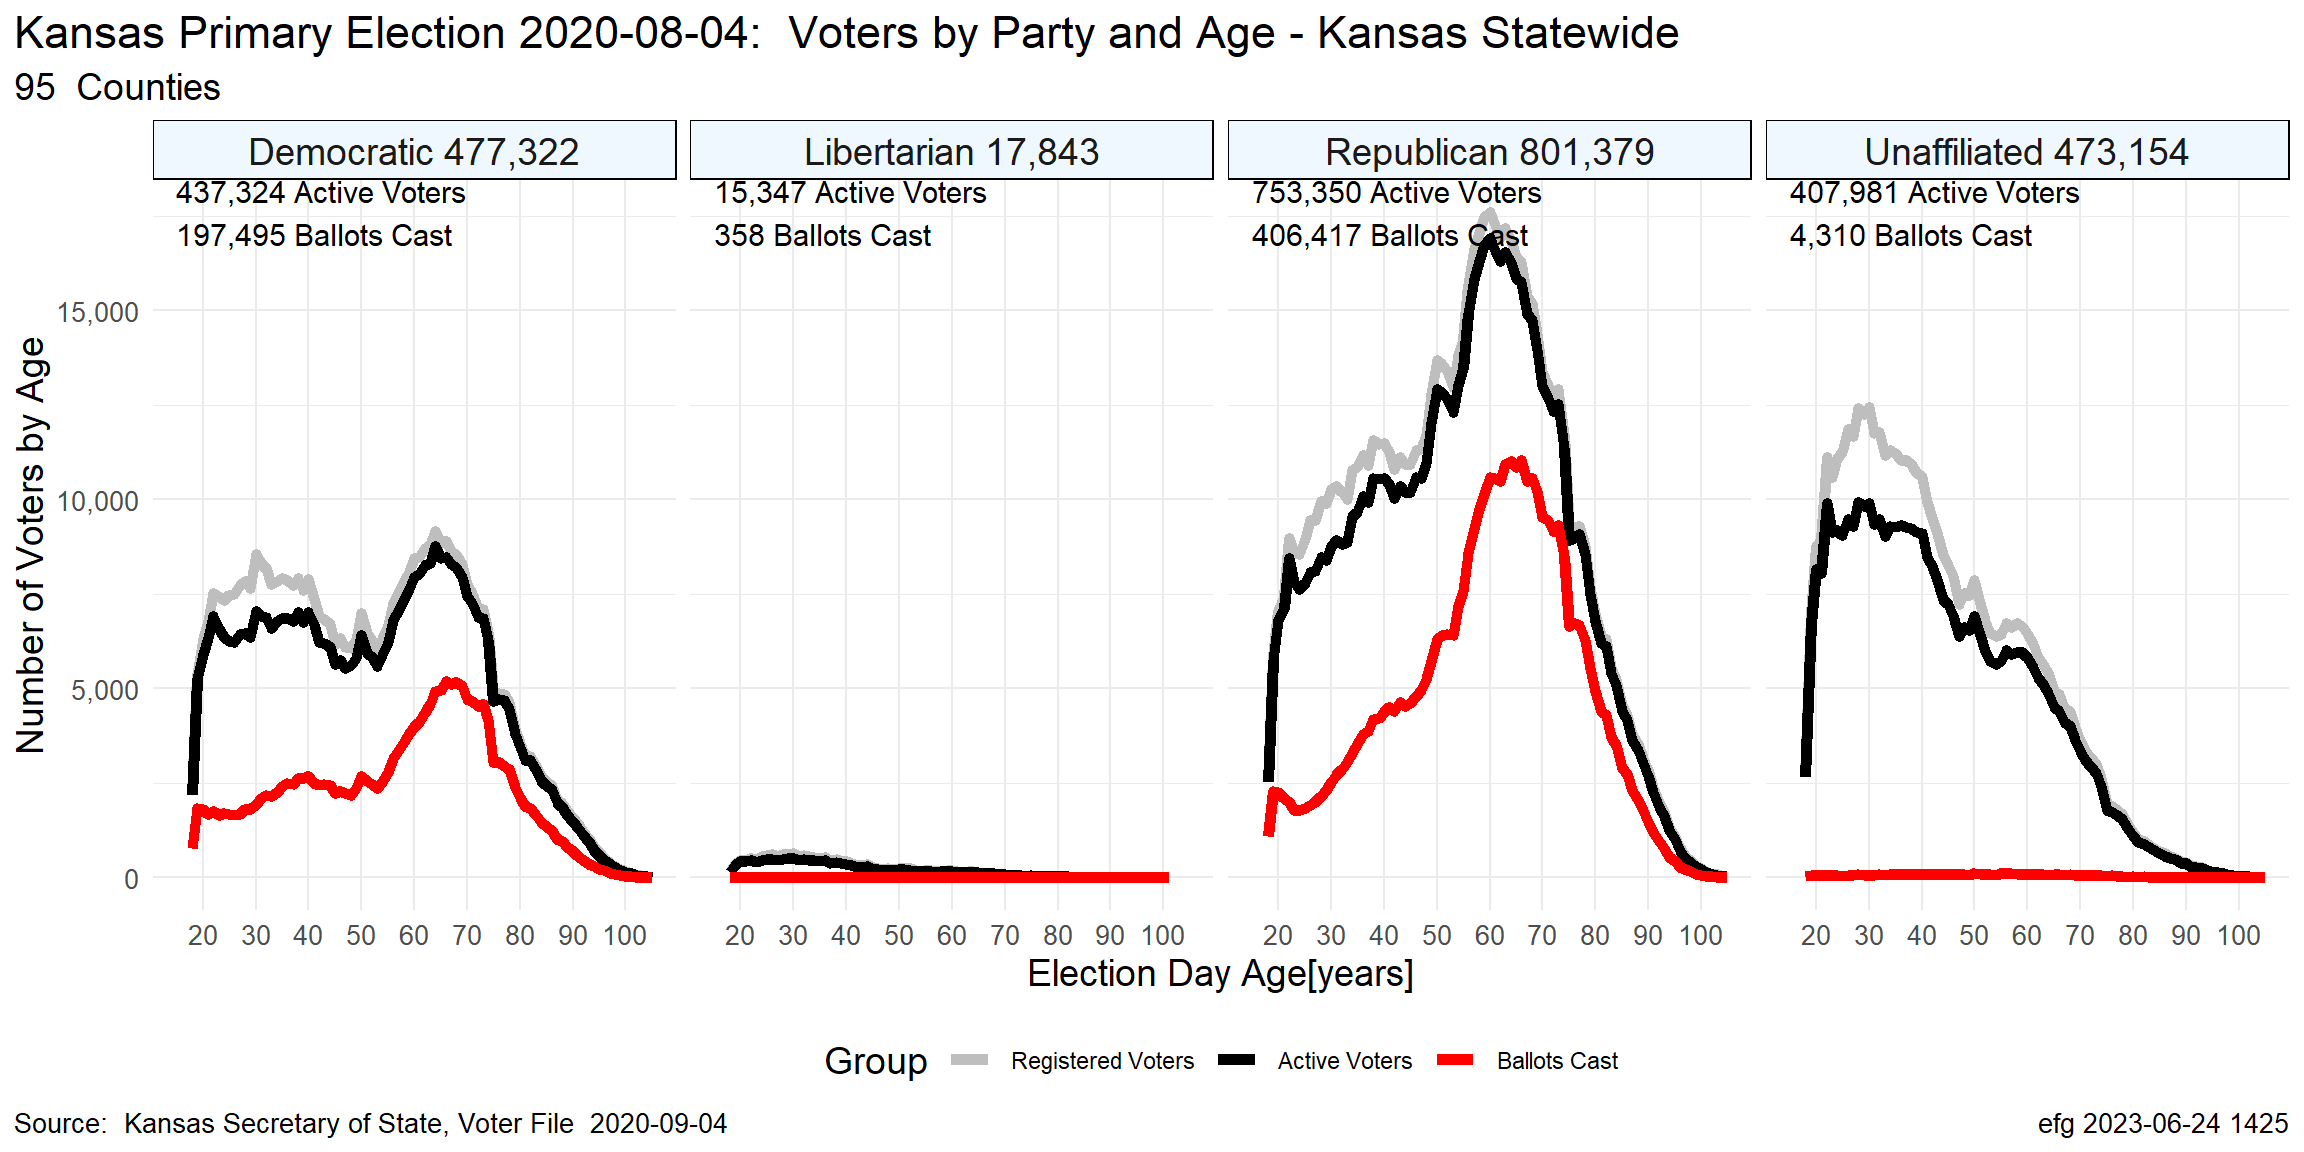 Kansas Primary Election 2020-08-04:  Voters by Party and Age - Kansas Statewide
95  Counties
Democratic 477,322
Libertarian 17,843
Republican 801,379
Unaffiliated 473,154
437,324 Active Voters
197,495 Ballots Cast
15,347 Active Voters
358 Ballots Cast
753,350 Active Voters
406,417 Ballots Cast
407,981 Active Voters
4,310 Ballots Cast
Number of Voters by Age
15,000
10,000
5,000
0
20 30 40 50 60 70 80 90 100
20 30 40 50 60 70 80 90 100
20 30 40 50 60 70 80 90 100
20 30 40 50 60 70 80 90 100
Election Day Age[years]
Group Registered Voters Active Voters Ballots Cast
Source:  Kansas Secretary of State, Voter File  2020-09-04
efg 2023-06-24 1425